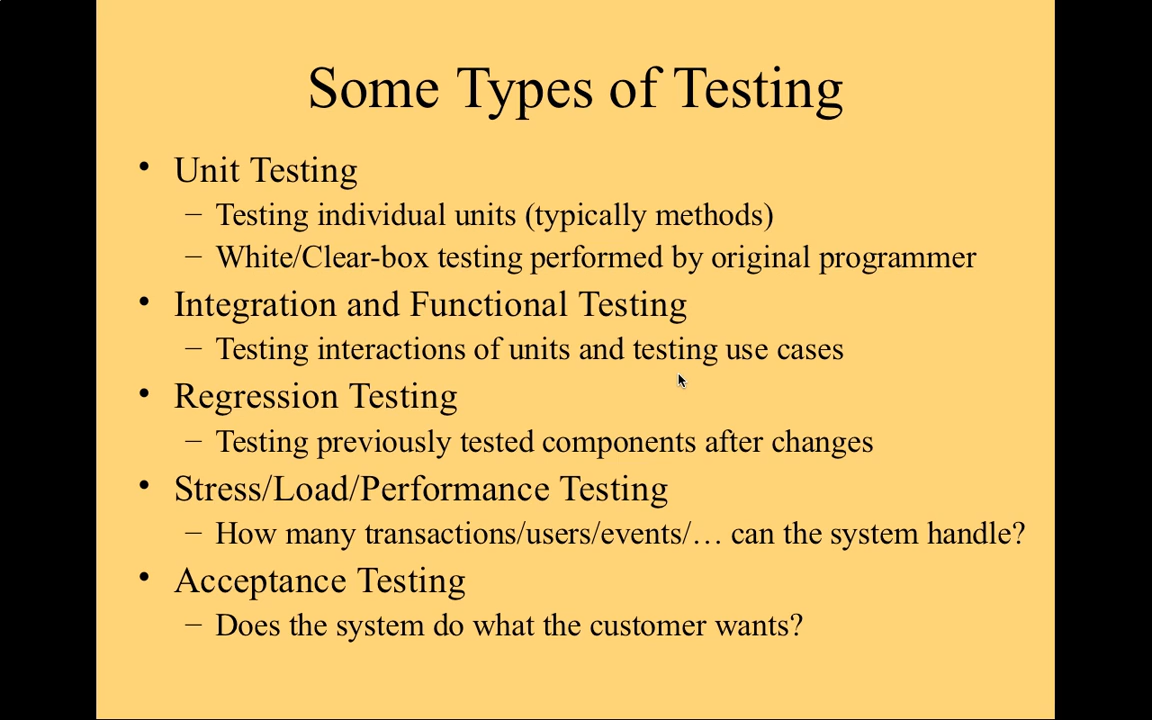 Some Types of Testing
• Unit Testing
– Testing individual units (typically methods)
– White/Clear-box testing performed by original programmer
• Integration and Functional Testing
– Testing interactions of units and testing use cases
• Regression Testing
– Testing previously tested components after changes
• Stress/Load/Performance Testing
– How many transactions/users/events/… can the system handle?
• Acceptance Testing
– Does the system do what the customer wants?